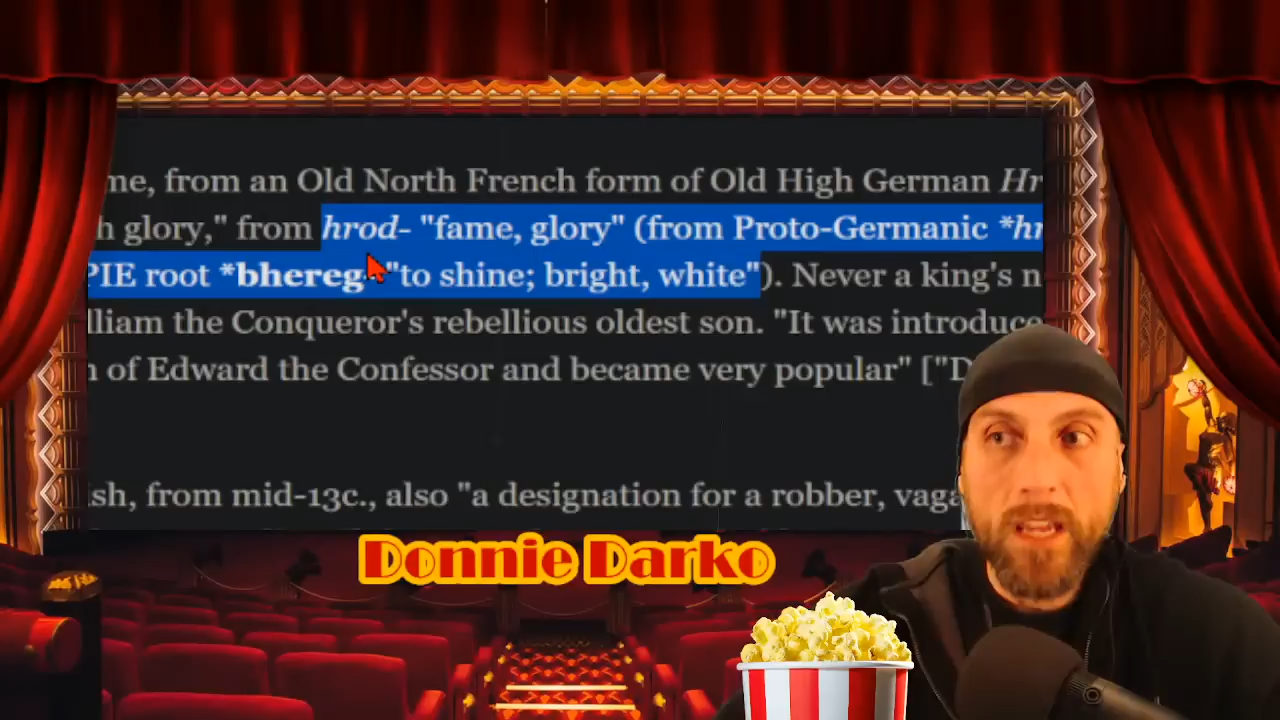 me, from an Old North French form of Old High German Hr
h glory," from hrod- "fame, glory" (from Proto-Germanic *hr
PIE root *bhereg- "to shine; bright, white"). Never a king's n
lliam the Conqueror's rebellious oldest son. "It was introduce
n of Edward the Confessor and became very popular" ["D
ish, from mid-13c., also "a designation for a robber, vaga
Donnie Darko